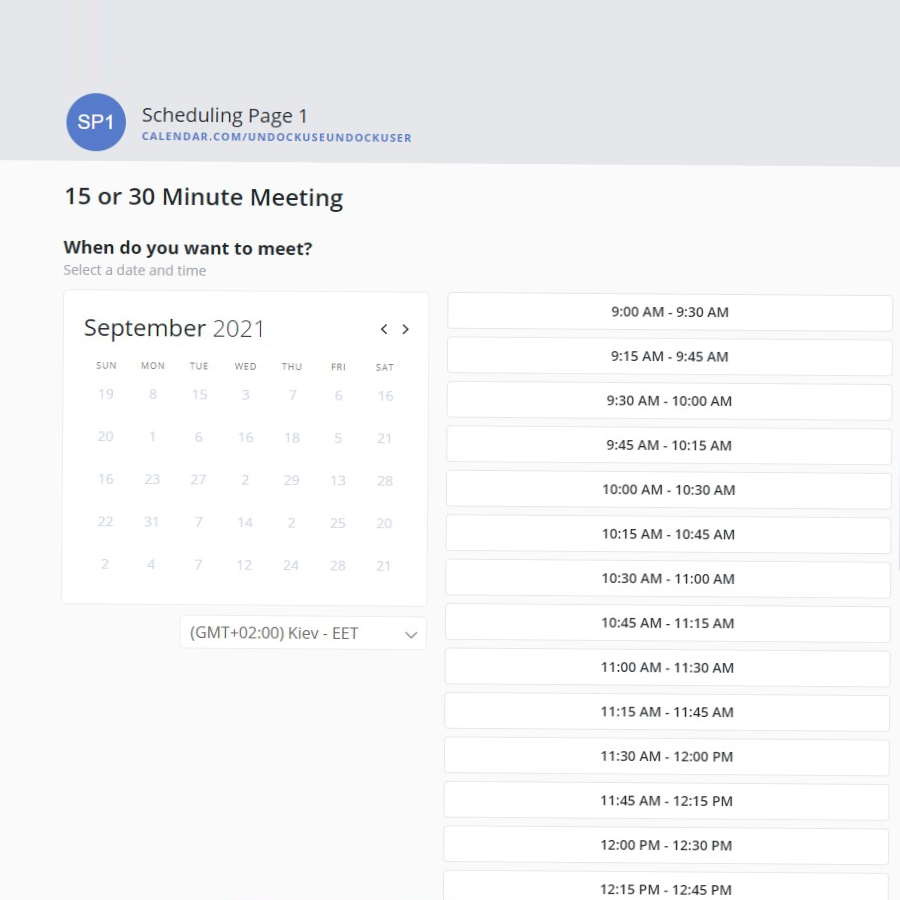 SP1
Scheduling Page 1
CALENDAR.COM/UNDOCKUSEUNDOCKUSER
15 or 30 Minute Meeting
When do you want to meet?
Select a date and time
September 2021
SUN MON TUE WED THU FRI SAT
19 8 15 3 7 6 16
20 1 6 16 18 5 21
16 23 27 2 29 13 28
22 31 7 14 2 25 20
2 4 7 12 24 28 21
(GMT+02:00) Kiev - EET
9:00 AM - 9:30 AM
9:15 AM - 9:45 AM
9:30 AM - 10:00 AM
9:45 AM - 10:15 AM
10:00 AM - 10:30 AM
10:15 AM - 10:45 AM
10:30 AM - 11:00 AM
10:45 AM - 11:15 AM
11:00 AM - 11:30 AM
11:15 AM - 11:45 AM
11:30 AM - 12:00 PM
11:45 AM - 12:15 PM
12:00 PM - 12:30 PM
12:15 PM - 12:45 PM